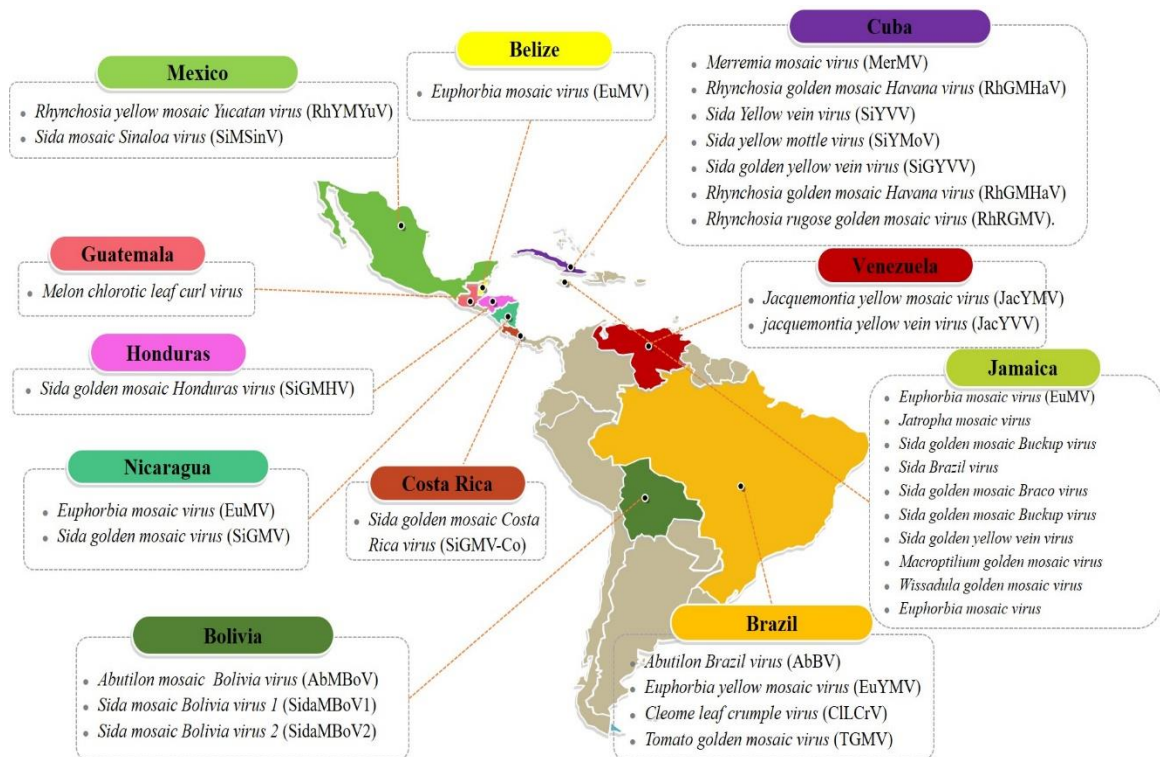 Mexico
Rhynchosia yellow mosaic Yucatan virus (RhYMYuV)
Sida mosaic Sinaloa virus (SiMSinV)
Belize
Euphorbia mosaic virus (EuMV)
Cuba
Merremia mosaic virus (MerMV)
Rhynchosia golden mosaic Havana virus (RhGMHaV)
Sida Yellow vein virus (SiYVV)
Sida yellow mottle virus (SiYMoV)
Sida golden yellow vein virus (SiGYVV)
Rhynchosia golden mosaic Havana virus (RhGMHaV)
Rhynchosia rugose golden mosaic virus (RhRGMV).
Guatemala
Melon chlorotic leaf curl virus
Honduras
Sida golden mosaic Honduras virus (SiGMHV)
Nicaragua
Euphorbia mosaic virus (EuMV)
Sida golden mosaic virus (SiGMV)
Costa Rica
Sida golden mosaic Costa
Rica virus (SiGMV-Co)
Venezuela
Jacquemontia yellow mosaic virus (JacYMV)
jacquemontia yellow vein virus (JacYVV)
Jamaica
Euphorbia mosaic virus (EuMV)
Jatropha mosaic virus
Sida golden mosaic Buckup virus
Sida Brazil virus
Sida golden mosaic Braco virus
Sida golden mosaic Buckup virus
Sida golden yellow vein virus
Macroptilium golden mosaic virus
Wissadula golden mosaic virus
Euphorbia mosaic virus
Bolivia
Abutilon mosaic Bolivia virus (AbMBoV)
Sida mosaic Bolivia virus 1 (SidaMBoV1)
Sida mosaic Bolivia virus 2 (SidaMBoV2)
Brazil
Abutilon Brazil virus (AbBV)
Euphorbia yellow mosaic virus (EuYMV)
Cleome leaf crumple virus (ClLCrV)
Tomato golden mosaic virus (TGMV)